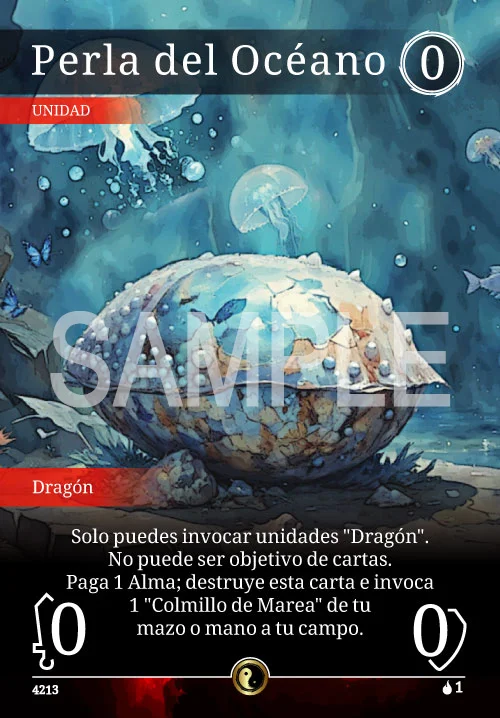 Perla del Océano 0
UNIDAD
SAMPLE
Dragón
Solo puedes invocar unidades "Dragón".
No puede ser objetivo de cartas.
Paga 1 Alma; destruye esta carta e invoca
1 "Colmillo de Marea" de tu
mazo o mano a tu campo.
0 0
4213 1